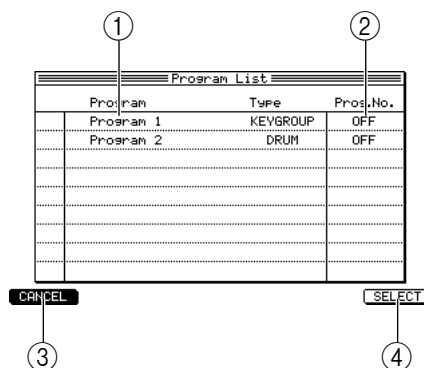 1 2
Program List
Program Type Prog.No.
Program 1 KEYGROUP OFF
Program 2 DRUM OFF
CANCEL SELECT
3 4